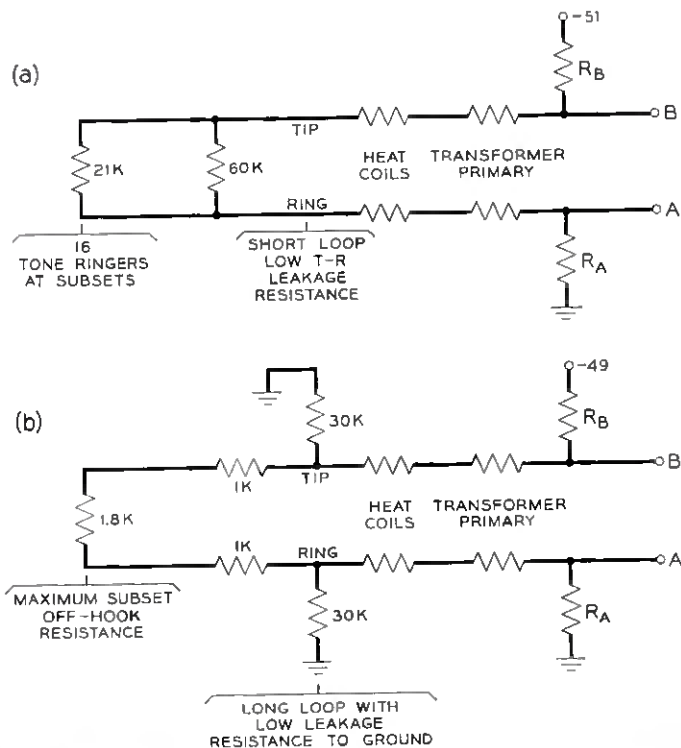 (a)
-51
R_B
B
TIP
21K
60K
HEAT COILS
TRANSFORMER PRIMARY
RING
A
16 TONE RINGERS AT SUBSETS
SHORT LOOP LOW T-R LEAKAGE RESISTANCE
R_A
(b)
-49
30K
R_B
B
1K
TIP
1.8K
HEAT COILS
TRANSFORMER PRIMARY
1K
RING
A
MAXIMUM SUBSET OFF-HOOK RESISTANCE
30K
R_A
LONG LOOP WITH LOW LEAKAGE RESISTANCE TO GROUND